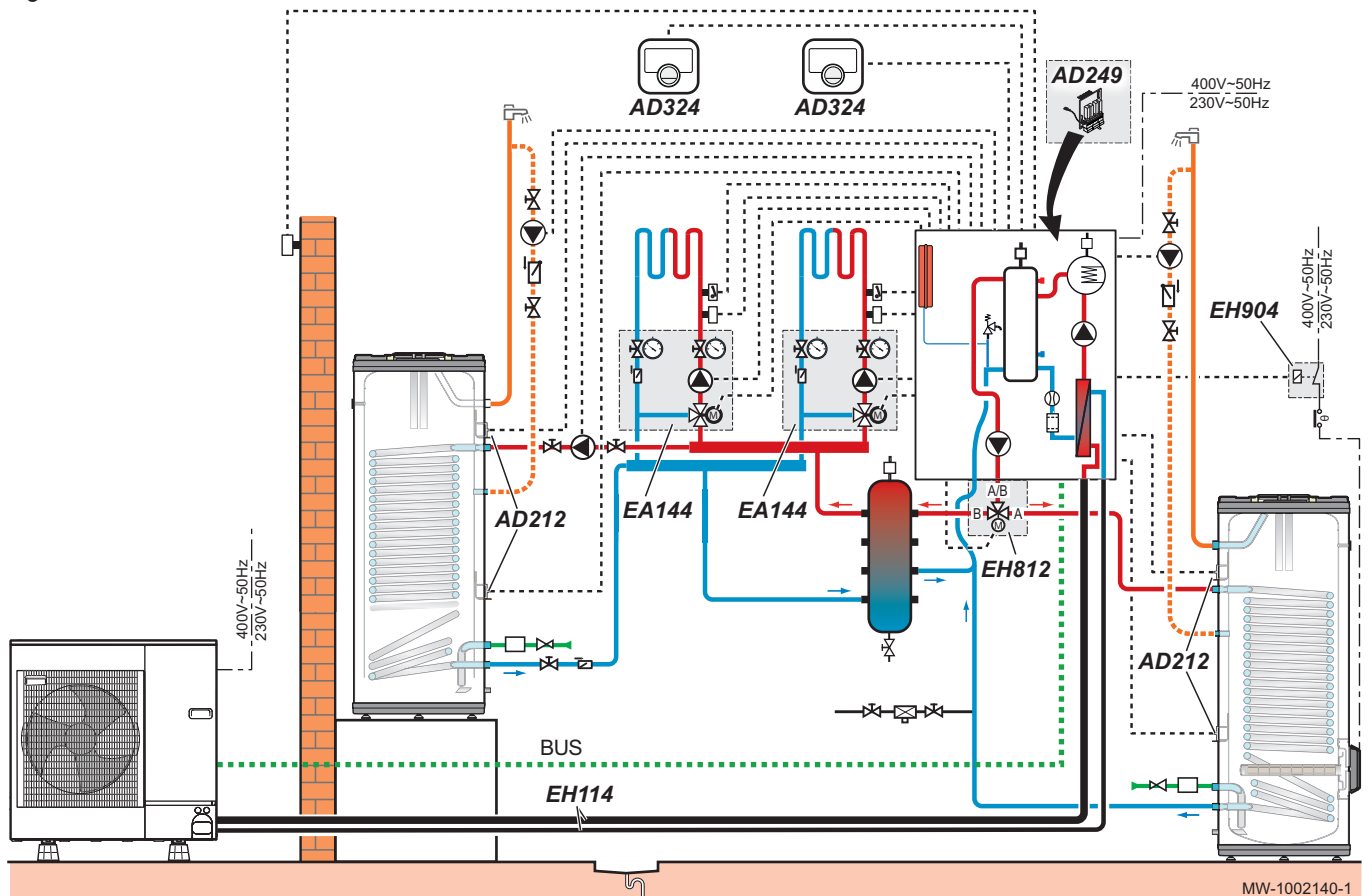 AD324
AD324
AD249
400V~50Hz
230V~50Hz
EH904
400V~50Hz
230V~50Hz
M
M
EA144
EA144
AD212
A/B
B
A
M
EH812
AD212
θ
400V~50Hz
230V~50Hz
BUS
EH114
MW-1002140-1